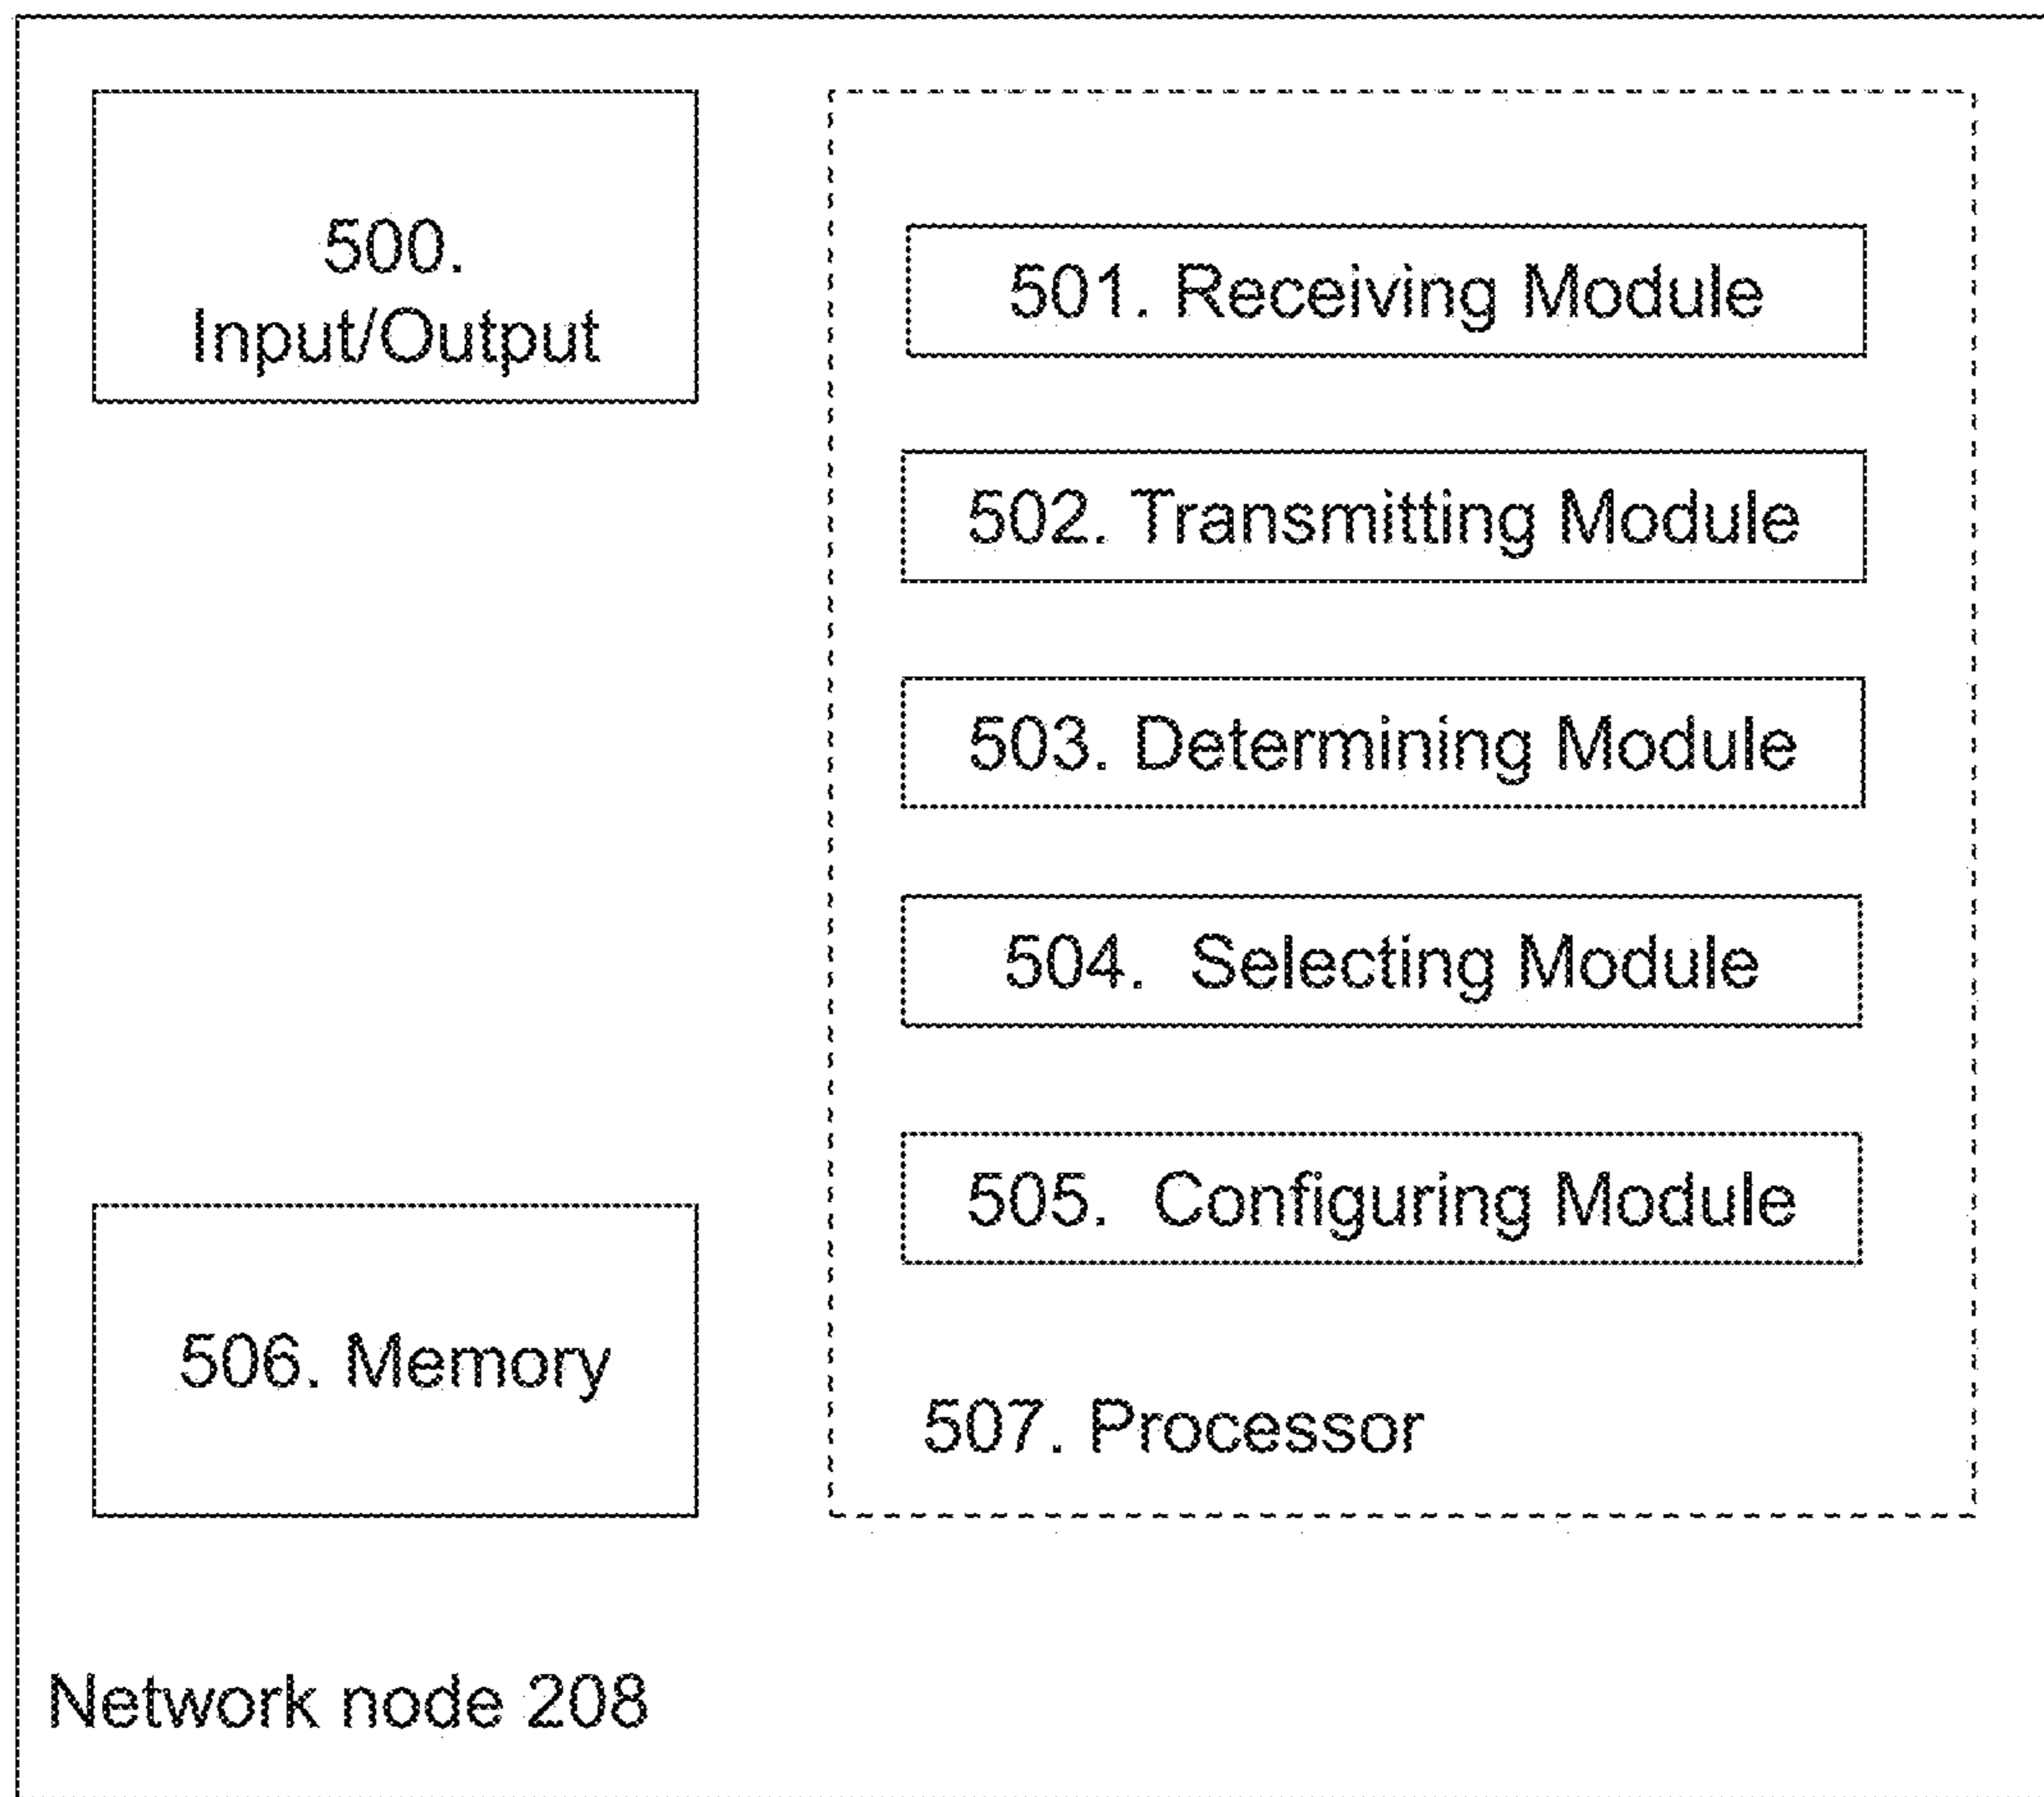 500.
Input/Output
501. Receiving Module
502. Transmitting Module
503. Determining Module
504. Selecting Module
505. Configuring Module
506. Memory
507. Processor
Network node 208